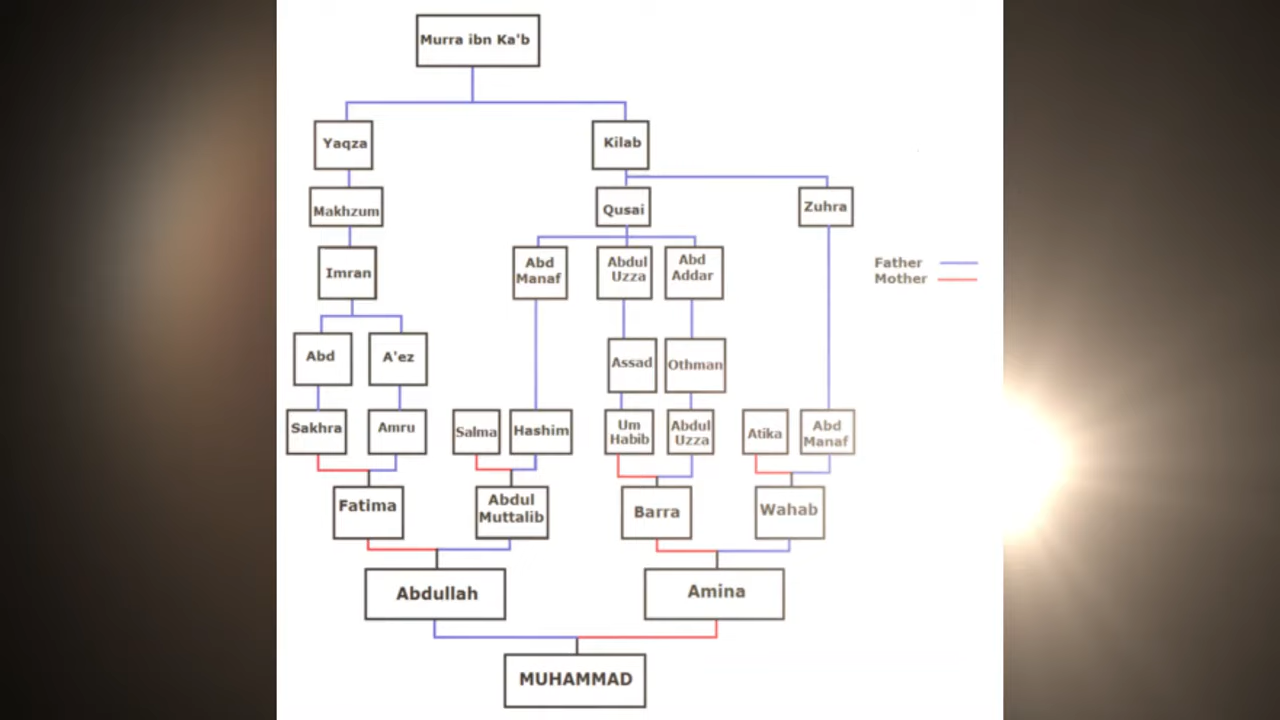 Murra ibn Ka'b
Yaqza
Kilab
Makhzum
Qusai
Zuhra
Imran
Abd
Manaf
Abdul
Uzza
Abd
Addar
Father
Mother
Abd
A'ez
Assad
Othman
Sakhra
Amru
Salma
Hashim
Um
Habib
Abdul
Uzza
Atika
Abd
Manaf
Fatima
Abdul
Muttalib
Barra
Wahab
Abdullah
Amina
MUHAMMAD